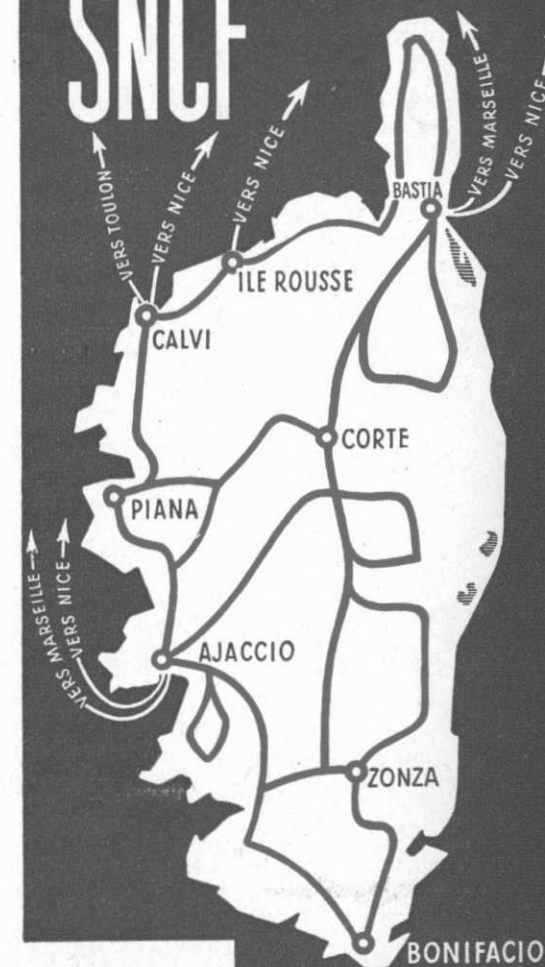 SNCF
VERS MARSEILLE
VERS NICE
BASTIA
VERS TOULON
VERS NICE
VERS NICE
ILE ROUSSE
CALVI
CORTE
PIANA
VERS MARSEILLE
VERS NICE
AJACCIO
ZONZA
BONIFACIO